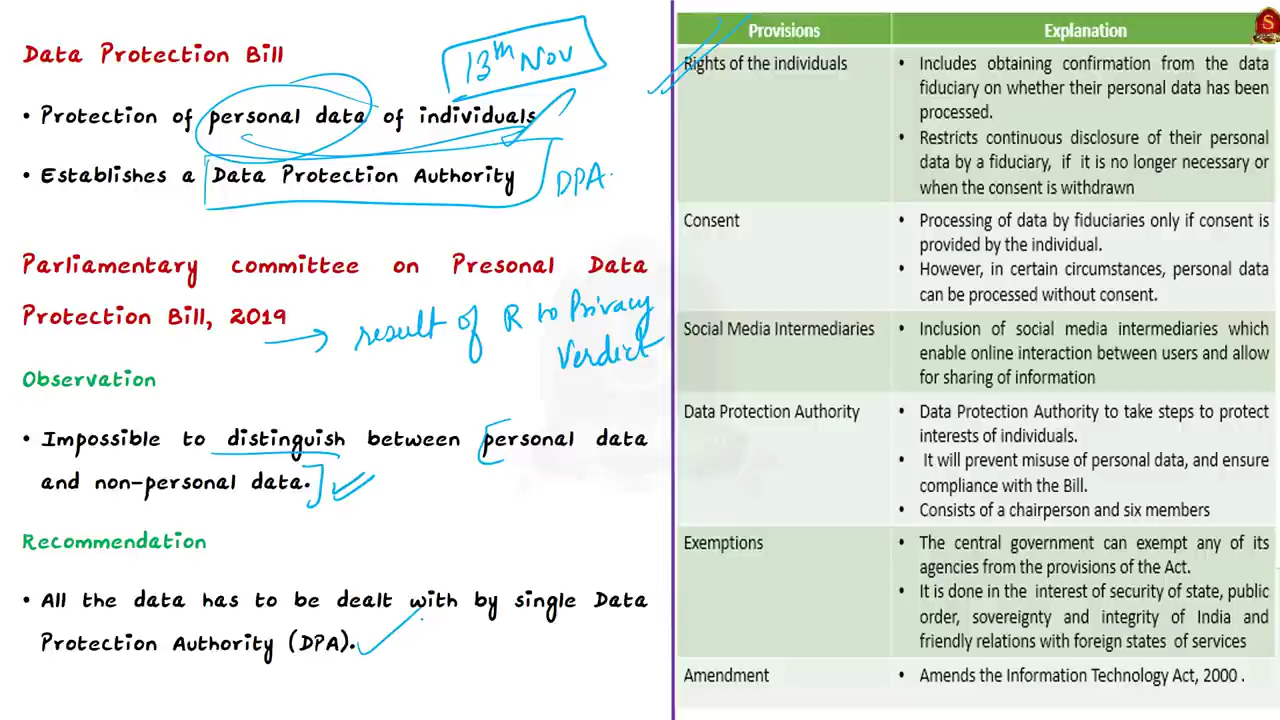 Data Protection Bill
13th Nov
• Protection of personal data of individuals
• Establishes a Data Protection Authority
DPA.
Parliamentary committee on Presonal Data
Protection Bill, 2019
result of R to Privacy
Verdict
Observation
• Impossible to distinguish between personal data
and non-personal data.
Recommendation
• All the data has to be dealt with by single Data
Protection Authority (DPA).
S
Provisions Explanation
Rights of the individuals
• Includes obtaining confirmation from the data
fiduciary on whether their personal data has been
processed.
• Restricts continuous disclosure of their personal
data by a fiduciary, if it is no longer necessary or
when the consent is withdrawn
Consent
• Processing of data by fiduciaries only if consent is
provided by the individual.
• However, in certain circumstances, personal data
can be processed without consent.
Social Media Intermediaries
• Inclusion of social media intermediaries which
enable online interaction between users and allow
for sharing of information
Data Protection Authority
• Data Protection Authority to take steps to protect
interests of individuals.
• It will prevent misuse of personal data, and ensure
compliance with the Bill.
• Consists of a chairperson and six members
Exemptions
• The central government can exempt any of its
agencies from the provisions of the Act.
• It is done in the interest of security of state, public
order, sovereignty and integrity of India and
friendly relations with foreign states of services
Amendment
• Amends the Information Technology Act, 2000 .